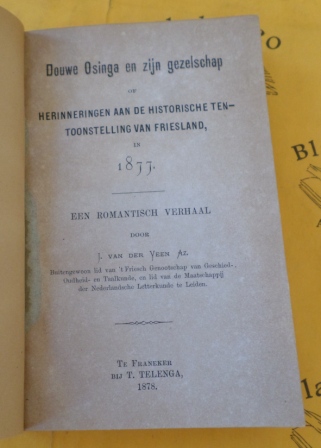 Douwe Osinga en zijn gezelschap
OF
HERINNERINGEN AAN DE HISTORISCHE TEN-
TOONSTELLING VAN FRIESLAND,
IN
1877.
EEN ROMANTISCH VERHAAL
DOOR
J. VAN DER VEEN AZ.
Buitengewoon lid van 't Friesch Genootschap van Geschied-,
Oudheid- en Taalkunde, en lid van de Maatschappij
der Nederlandsche Letterkunde te Leiden.
TE FRANEKER
BIJ T. TELENGA,
1878.